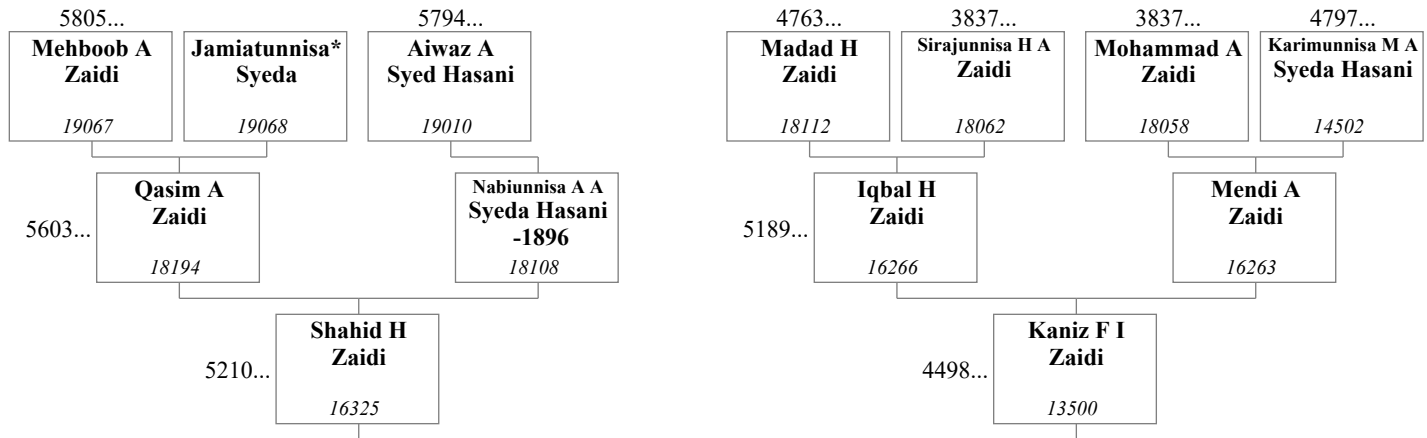 5805...
5794...
4763...
3837...
3837...
4797...
Mehboob A
Zaidi
19067
Jamiatunnisa*
Syeda
19068
Aiwaz A
Syed Hasani
19010
Madad H
Zaidi
18112
Sirajunnisa H A
Zaidi
18062
Mohammad A
Zaidi
18058
Karimunnisa M A
Syeda Hasani
14502
5603...
Qasim A
Zaidi
18194
Nabiunnisa A A
Syeda Hasani
-1896
18108
5189...
Iqbal H
Zaidi
16266
Mendi A
Zaidi
16263
5210...
Shahid H
Zaidi
16325
4498...
Kaniz F I
Zaidi
13500